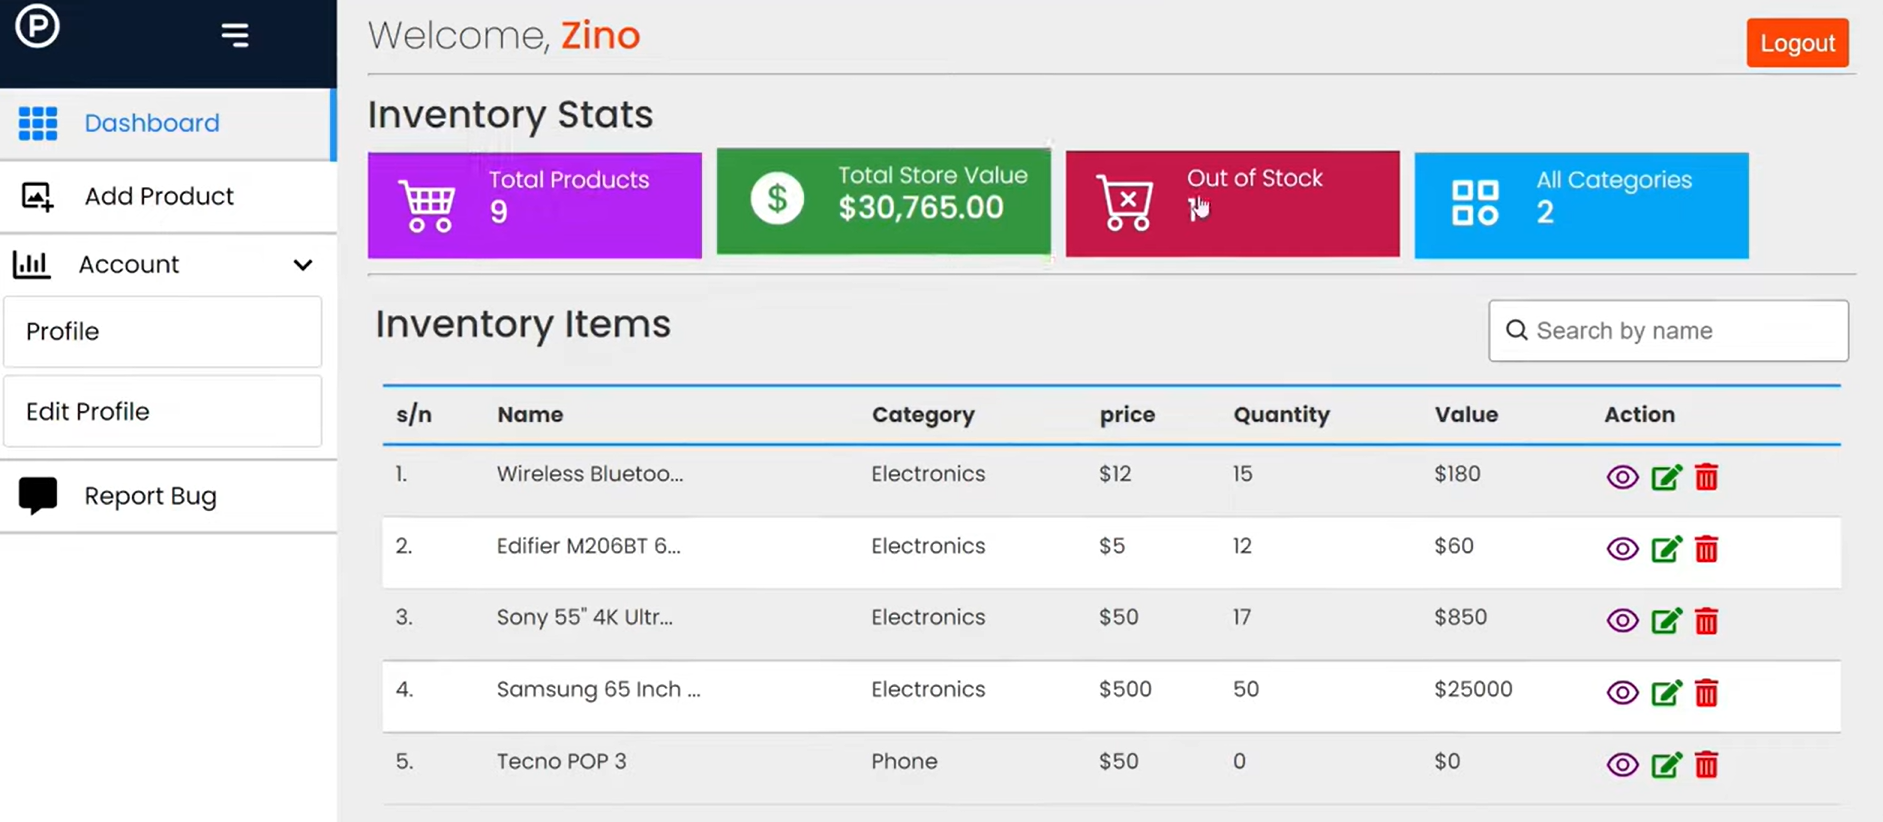 P
Welcome, Zino
Logout
Dashboard
Add Product
Account
Profile
Edit Profile
Report Bug
Inventory Stats
Total Products
9
$
Total Store Value
$30,765.00
Out of Stock
All Categories
2
Inventory Items
Search by name
s/n Name Category price Quantity Value Action
1. Wireless Bluetoo... Electronics $12 15 $180
2. Edifier M206BT 6... Electronics $5 12 $60
3. Sony 55" 4K Ultr... Electronics $50 17 $850
4. Samsung 65 Inch ... Electronics $500 50 $25000
5. Tecno POP 3 Phone $50 0 $0